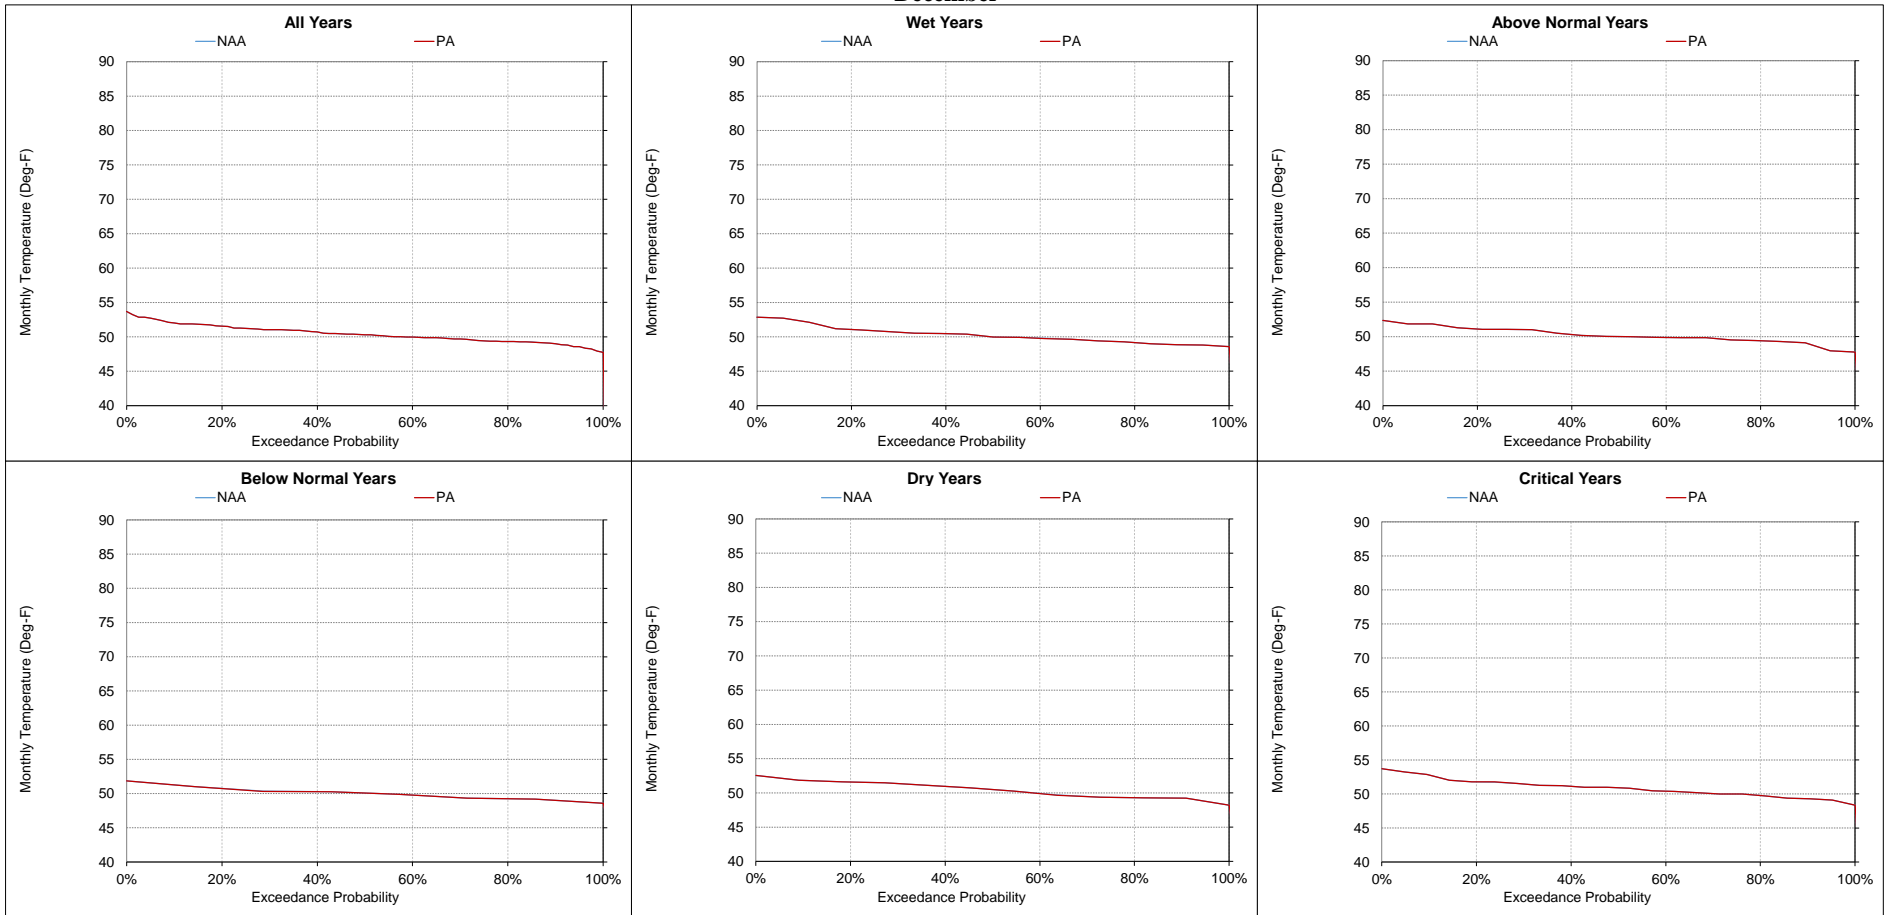 December
All Years
NAA PA
90
85
80
75
70
65
60
55
50
45
40
0% 20% 40% 60% 80% 100%
Monthly Temperature (Deg-F)
Exceedance Probability
Wet Years
NAA PA
90
85
80
75
70
65
60
55
50
45
40
0% 20% 40% 60% 80% 100%
Monthly Temperature (Deg-F)
Exceedance Probability
Above Normal Years
NAA PA
90
85
80
75
70
65
60
55
50
45
40
0% 20% 40% 60% 80% 100%
Monthly Temperature (Deg-F)
Exceedance Probability
Below Normal Years
NAA PA
90
85
80
75
70
65
60
55
50
45
40
0% 20% 40% 60% 80% 100%
Monthly Temperature (Deg-F)
Exceedance Probability
Dry Years
NAA PA
90
85
80
75
70
65
60
55
50
45
40
0% 20% 40% 60% 80% 100%
Monthly Temperature (Deg-F)
Exceedance Probability
Critical Years
NAA PA
90
85
80
75
70
65
60
55
50
45
40
0% 20% 40% 60% 80% 100%
Monthly Temperature (Deg-F)
Exceedance Probability